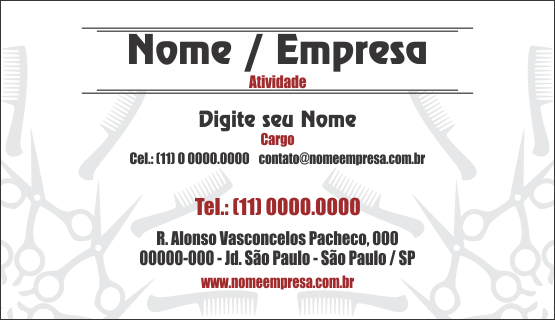 Nome / Empresa
Atividade
Digite seu Nome
Cargo
Cel.: (11) 0 0000.0000 contato@nomeempresa.com.br
Tel.: (11) 0000.0000
R. Alonso Vasconcelos Pacheco, 000
00000-000 - Jd. São Paulo - São Paulo / SP
www.nomeempresa.com.br